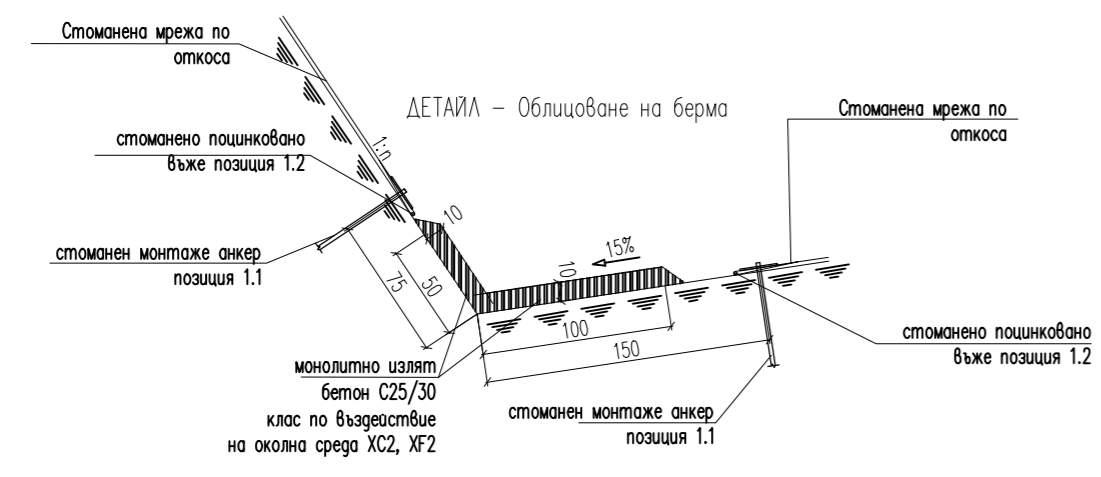 Стоманена мрежа по
откоса
ДЕТАЙЛ – Облицоване на берма
Стоманена мрежа по
откоса
стоманено поцинковано
въже позиция 1.2
1:n
10
стоманен монтаже анкер
позиция 1.1
75
50
15%
10
100
150
стоманено поцинковано
въже позиция 1.2
монолитно излят
бетон C25/30
клас по въздействие
на околна среда XC2, XF2
стоманен монтаже анкер
позиция 1.1